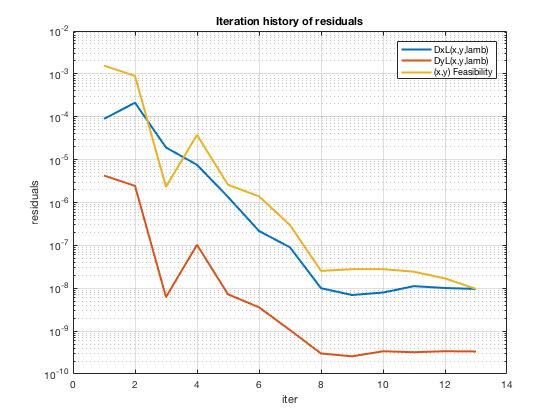 Iteration history of residuals
10^-2
10^-3
10^-4
10^-5
10^-6
10^-7
10^-8
10^-9
10^-10
residuals
DxL(x,y,lamb)
DyL(x,y,lamb)
(x,y) Feasibility
0 2 4 6 8 10 12 14
iter